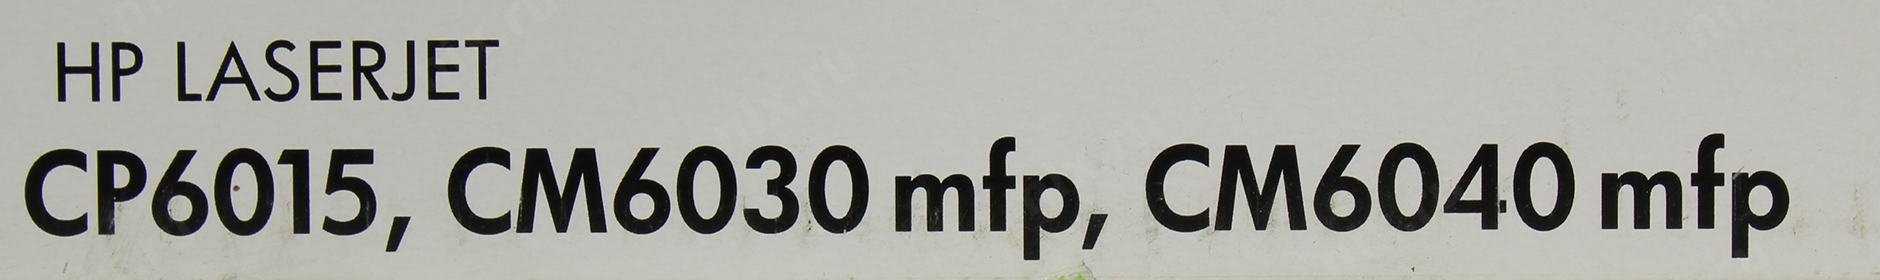 HP LASERJET
CP6015, CM6030 mfp, CM6040 mfp